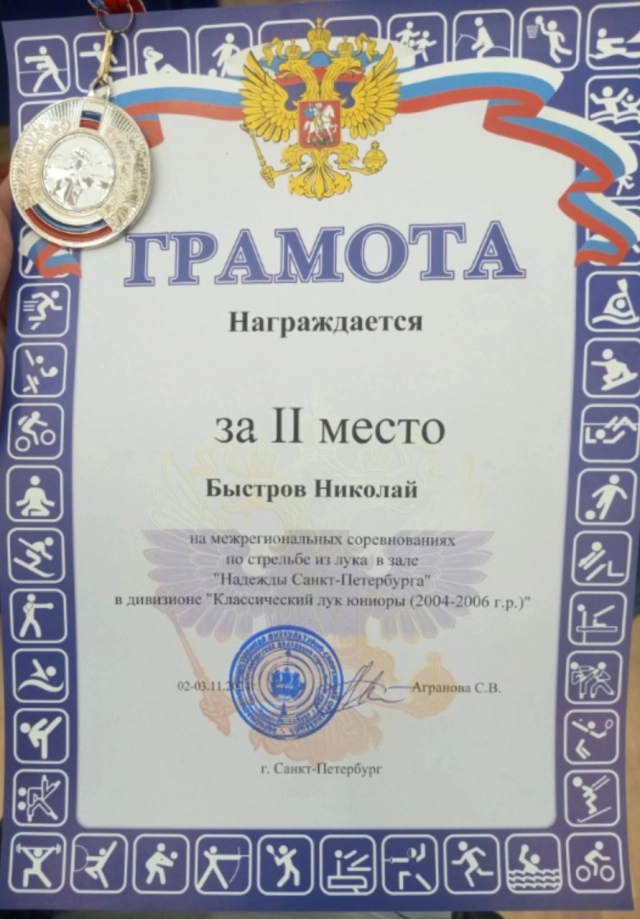 ГРАМОТА
Награждается
за II место
Быстров Николай
на межрегиональных соревнованиях
по стрельбе из лука в зале
"Надежды Санкт-Петербурга"
в дивизионе "Классический лук юниоры (2004-2006 г.р.)"
Агранова С.В.
г. Санкт-Петербург